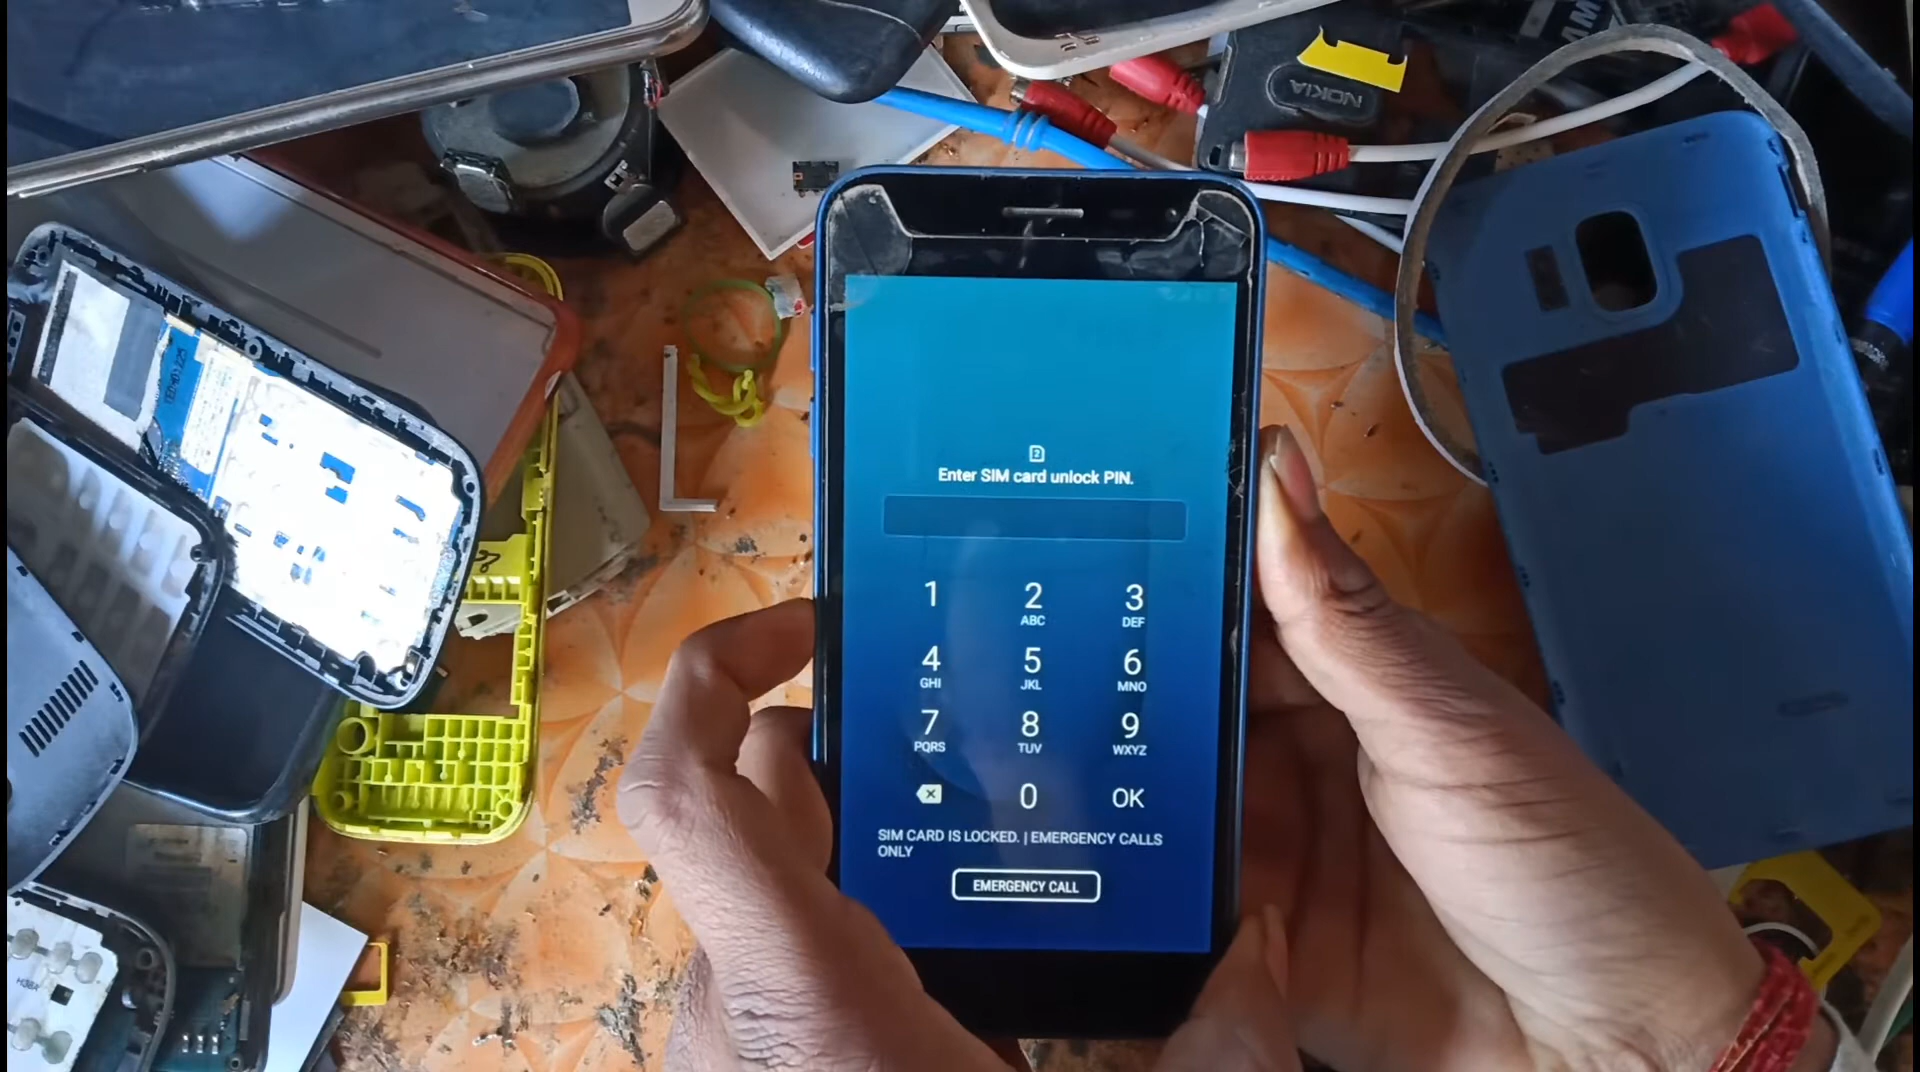 NOKIA
2
Enter SIM card unlock PIN.
1
2
3
ABC
DEF
4
5
6
GHI
JKL
MNO
7
8
9
PQRS
TUV
WXYZ
0
OK
SIM CARD IS LOCKED. | EMERGENCY CALLS
ONLY
EMERGENCY CALL